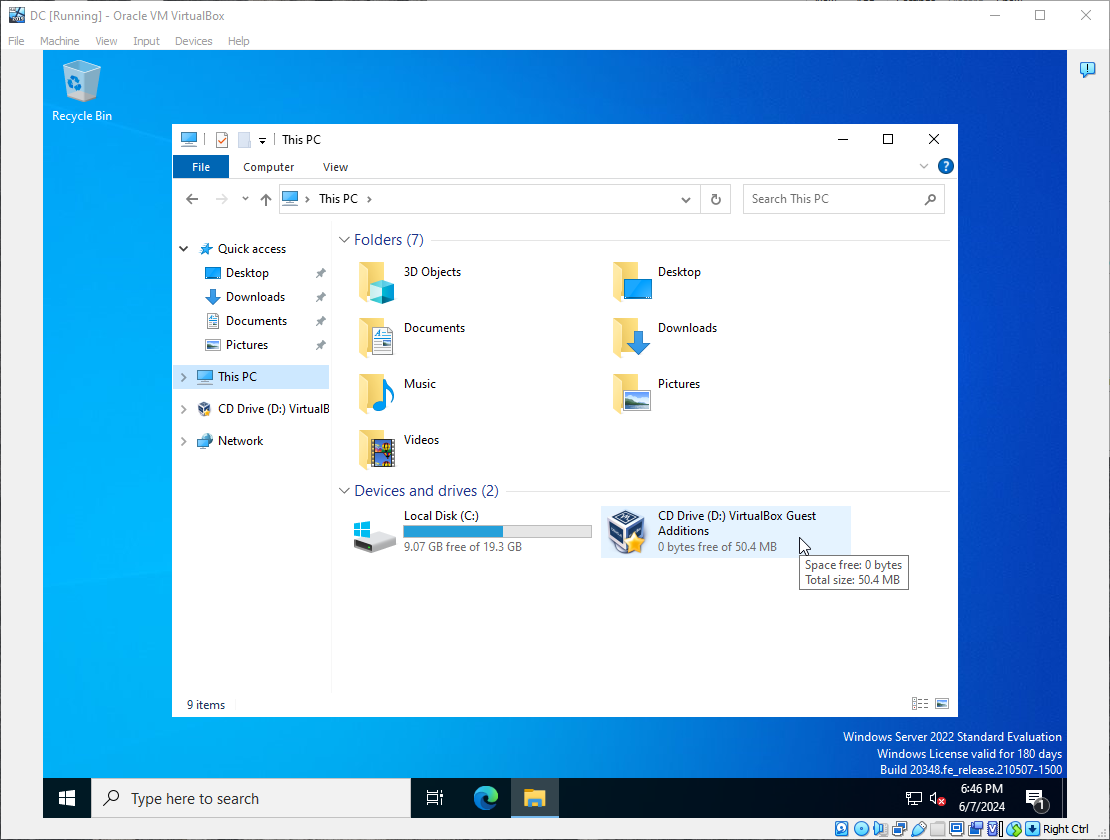 DC [Running] - Oracle VM VirtualBox
File Machine View Input Devices Help
Recycle Bin
This PC
File Computer View
This PC
Search This PC
Quick access
Desktop
Downloads
Documents
Pictures
This PC
CD Drive (D:) VirtualB
Network
Folders (7)
3D Objects
Desktop
Documents
Downloads
Music
Pictures
Videos
Devices and drives (2)
Local Disk (C:)
9.07 GB free of 19.3 GB
CD Drive (D:) VirtualBox Guest
Additions
0 bytes free of 50.4 MB
Space free: 0 bytes
Total size: 50.4 MB
9 items
Windows Server 2022 Standard Evaluation
Windows License valid for 180 days
Build 20348.fe_release.210507-1500
Type here to search
6:46 PM
6/7/2024
1
Right Ctrl